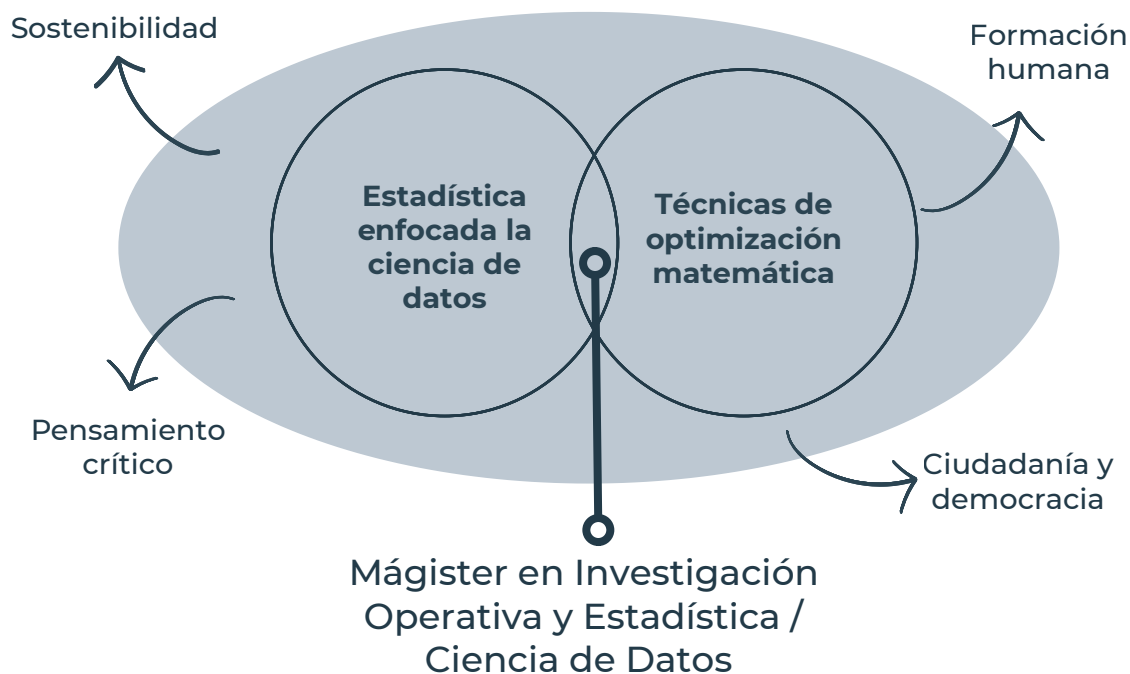 Sostenibilidad
Formación
humana
Estadística
enfocada la
ciencia de
datos
Técnicas de
optimización
matemática
Pensamiento
crítico
Ciudadanía y
democracia
Mágister en Investigación
Operativa y Estadística /
Ciencia de Datos